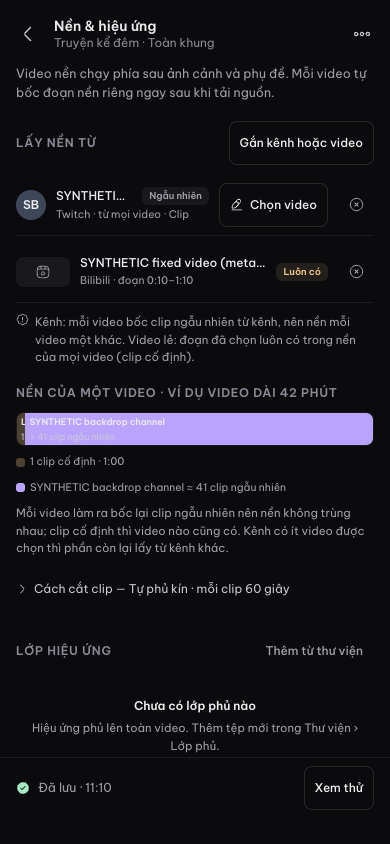 Nền & hiệu ứng
Truyện kể đêm · Toàn khung
Video nền chạy phía sau ảnh cảnh và phụ đề. Mỗi video tự
bốc đoạn nền riêng ngay sau khi tải nguồn.
LẤY NỀN TỪ
Gắn kênh hoặc video
SB
SYNTHETI...
Ngẫu nhiên
Twitch · từ mọi video · Clip
Chọn video
SYNTHETIC fixed video (meta...
Luôn có
Bilibili · đoạn 0:10–1:10
Kênh: mỗi video bốc clip ngẫu nhiên từ kênh, nên nền mỗi
video một khác. Video lẻ: đoạn đã chọn luôn có trong nền
của mọi video (clip cố định).
NỀN CỦA MỘT VIDEO · VÍ DỤ VIDEO DÀI 42 PHÚT
L SYNTHETIC backdrop channel
1 ≈ 41 clip ngẫu nhiên
1 clip cố định · 1:00
SYNTHETIC backdrop channel ≈ 41 clip ngẫu nhiên
Mỗi video làm ra bốc lại clip ngẫu nhiên nên nền không trùng
nhau; clip cố định thì video nào cũng có. Kênh có ít video được
chọn thì phần còn lại lấy từ kênh khác.
Cách cắt clip — Tự phủ kín · mỗi clip 60 giây
LỚP HIỆU ỨNG
Thêm từ thư viện
Chưa có lớp phủ nào
Hiệu ứng phủ lên toàn video. Thêm tệp mới trong Thư viện ›
Lớp phủ.
Đã lưu · 11:10
Xem thử